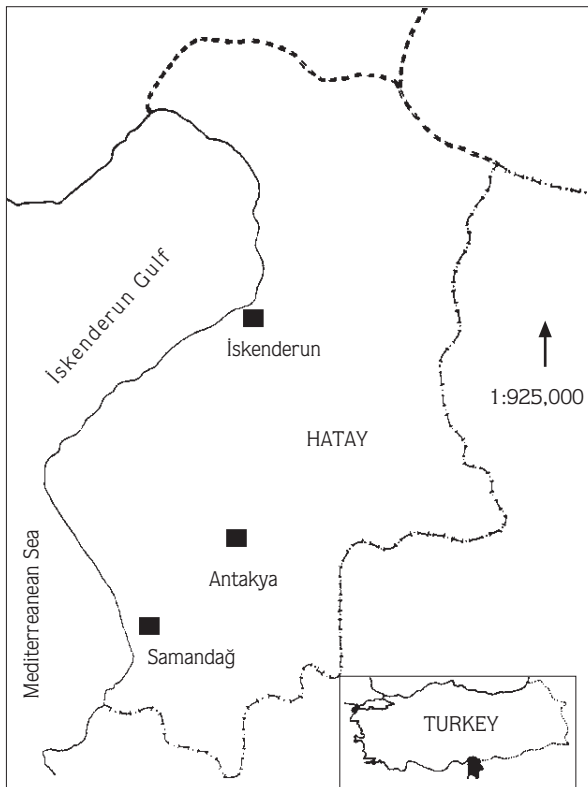 İskenderun Gulf
İskenderun
1:925,000
HATAY
Antakya
Mediterreanean Sea
Samandağ
TURKEY